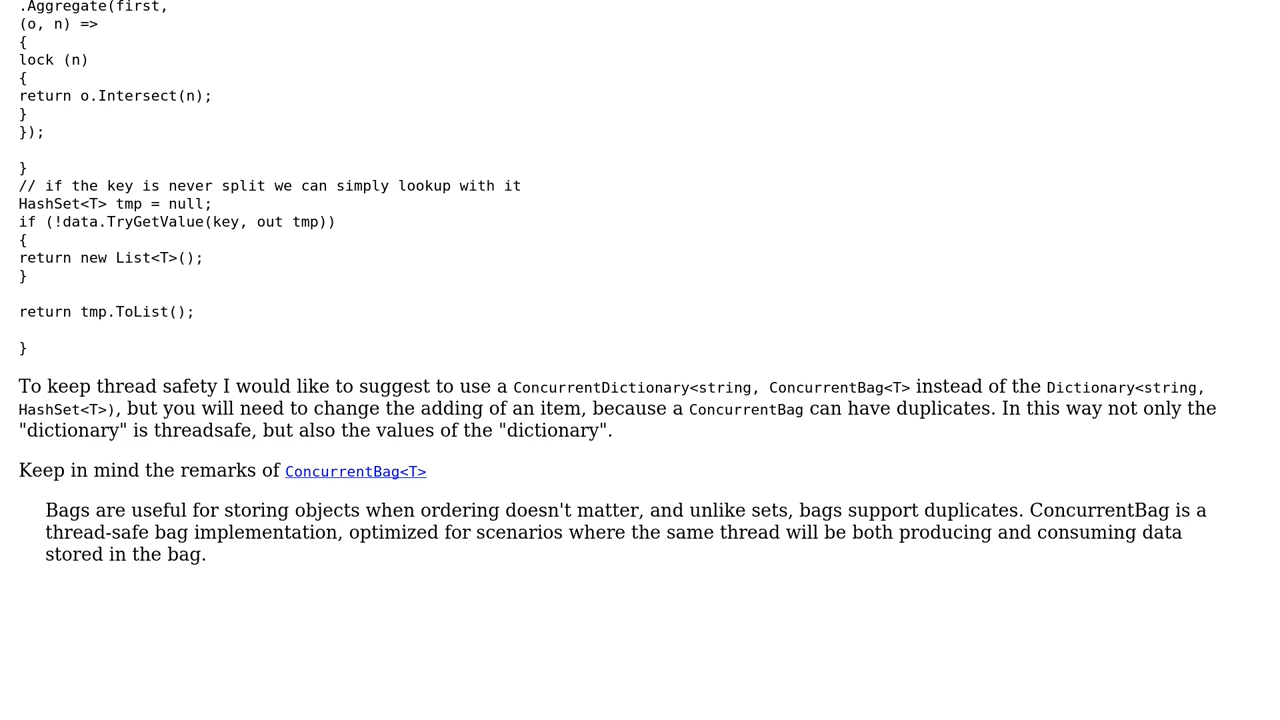 .Aggregate(first,
(o, n) =>
{
lock (n)
{
return o.Intersect(n);
}
});
}
// if the key is never split we can simply lookup with it
HashSet<T> tmp = null;
if (!data.TryGetValue(key, out tmp))
{
return new List<T>();
}
return tmp.ToList();
}
To keep thread safety I would like to suggest to use a ConcurrentDictionary<string, ConcurrentBag<T> instead of the Dictionary<string,
HashSet<T>), but you will need to change the adding of an item, because a ConcurrentBag can have duplicates. In this way not only the
"dictionary" is threadsafe, but also the values of the "dictionary".
Keep in mind the remarks of ConcurrentBag<T>
Bags are useful for storing objects when ordering doesn't matter, and unlike sets, bags support duplicates. ConcurrentBag is a
thread-safe bag implementation, optimized for scenarios where the same thread will be both producing and consuming data
stored in the bag.